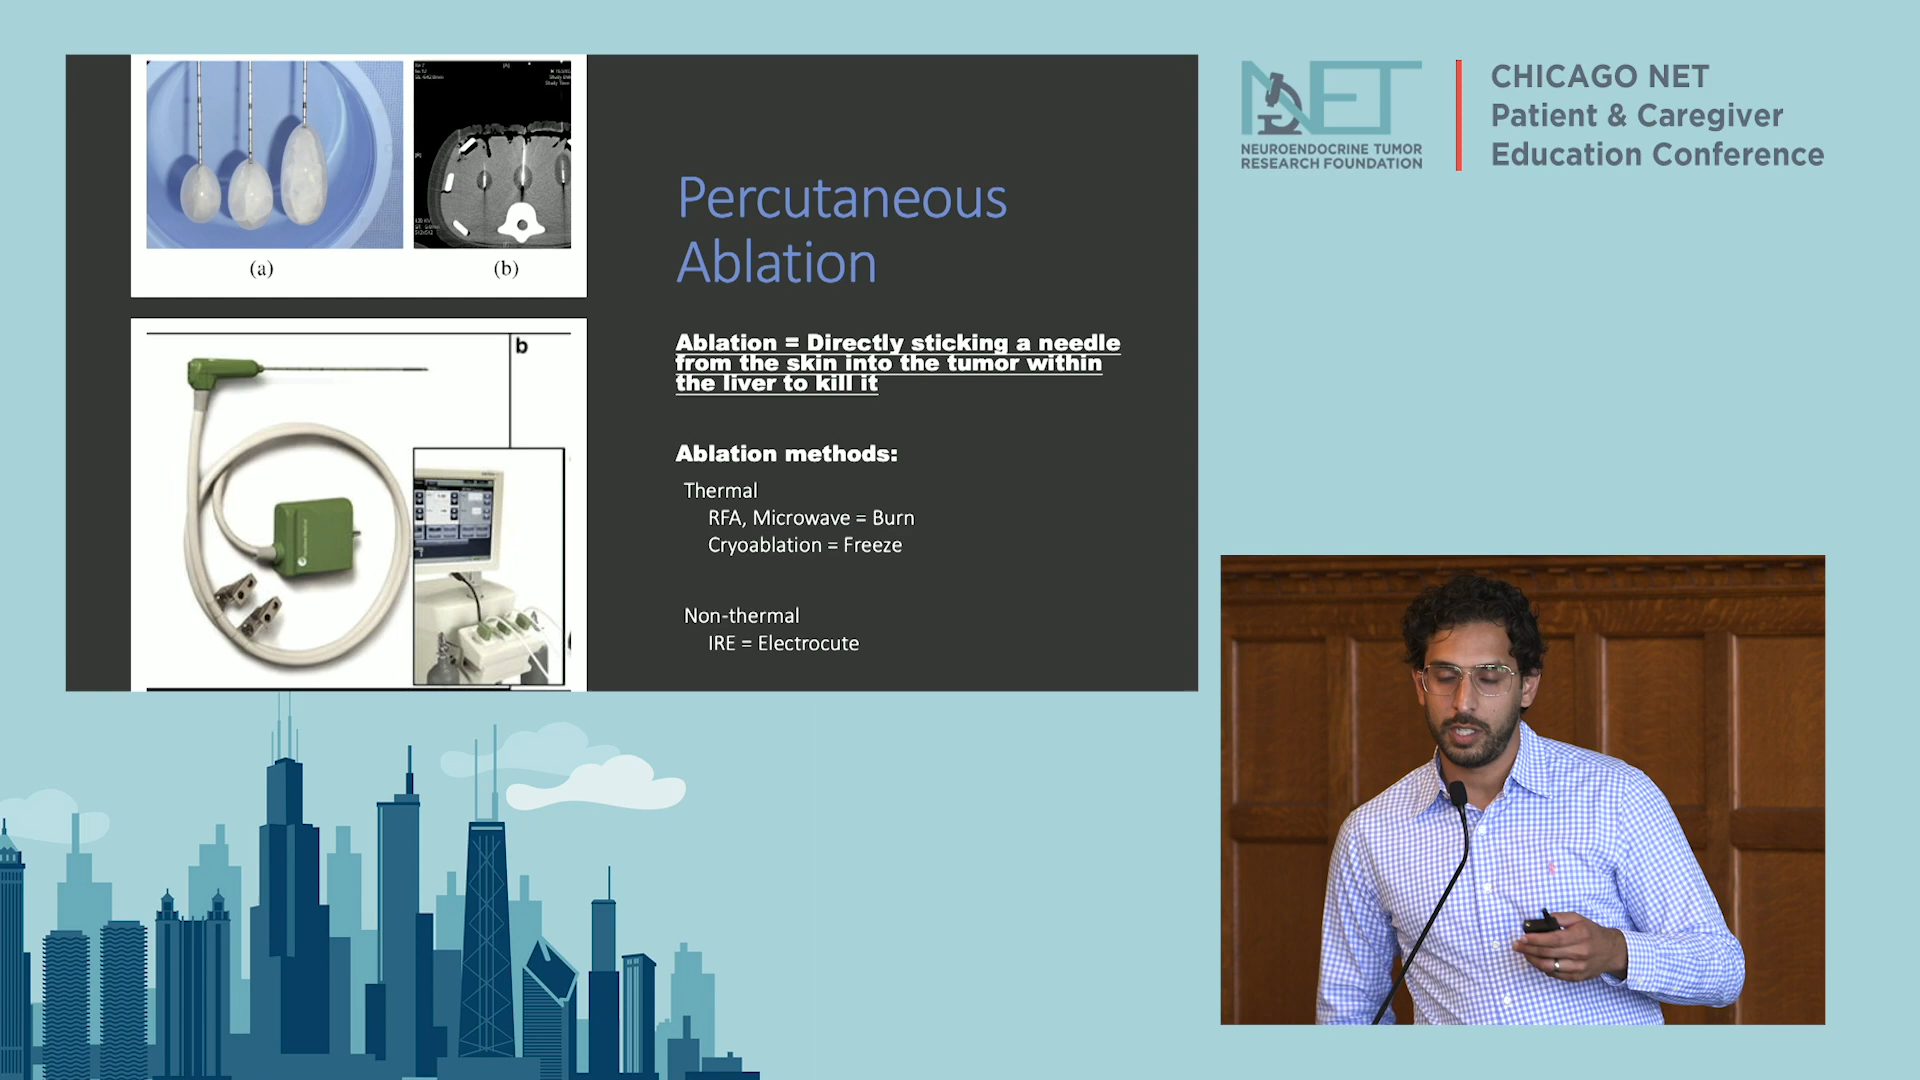 (a)
(b)
b
Percutaneous
Ablation
Ablation = Directly sticking a needle
from the skin into the tumor within
the liver to kill it
Ablation methods:
Thermal
RFA, Microwave = Burn
Cryoablation = Freeze
Non-thermal
IRE = Electrocute
NET
NEUROENDOCRINE TUMOR
RESEARCH FOUNDATION
CHICAGO NET
Patient & Caregiver
Education Conference